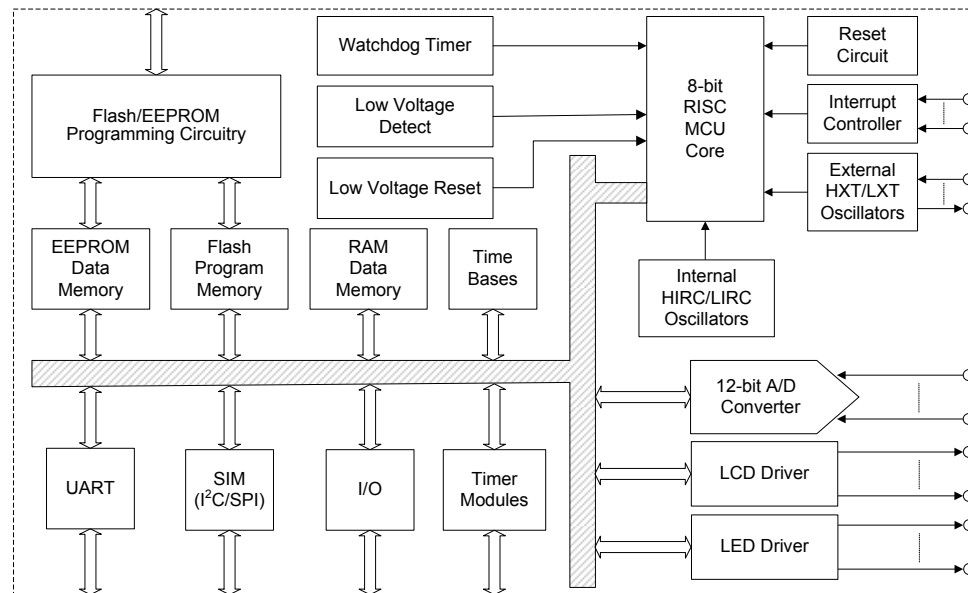 Watchdog Timer
Low Voltage
Detect
Low Voltage Reset
Flash/EEPROM
Programming Circuitry
8-bit
RISC
MCU
Core
Reset
Circuit
Interrupt
Controller
External
HXT/LXT
Oscillators
EEPROM
Data
Memory
Flash
Program
Memory
RAM
Data
Memory
Time
Bases
Internal
HIRC/LIRC
Oscillators
12-bit A/D
Converter
UART
SIM
(I²C/SPI)
I/O
Timer
Modules
LCD Driver
LED Driver